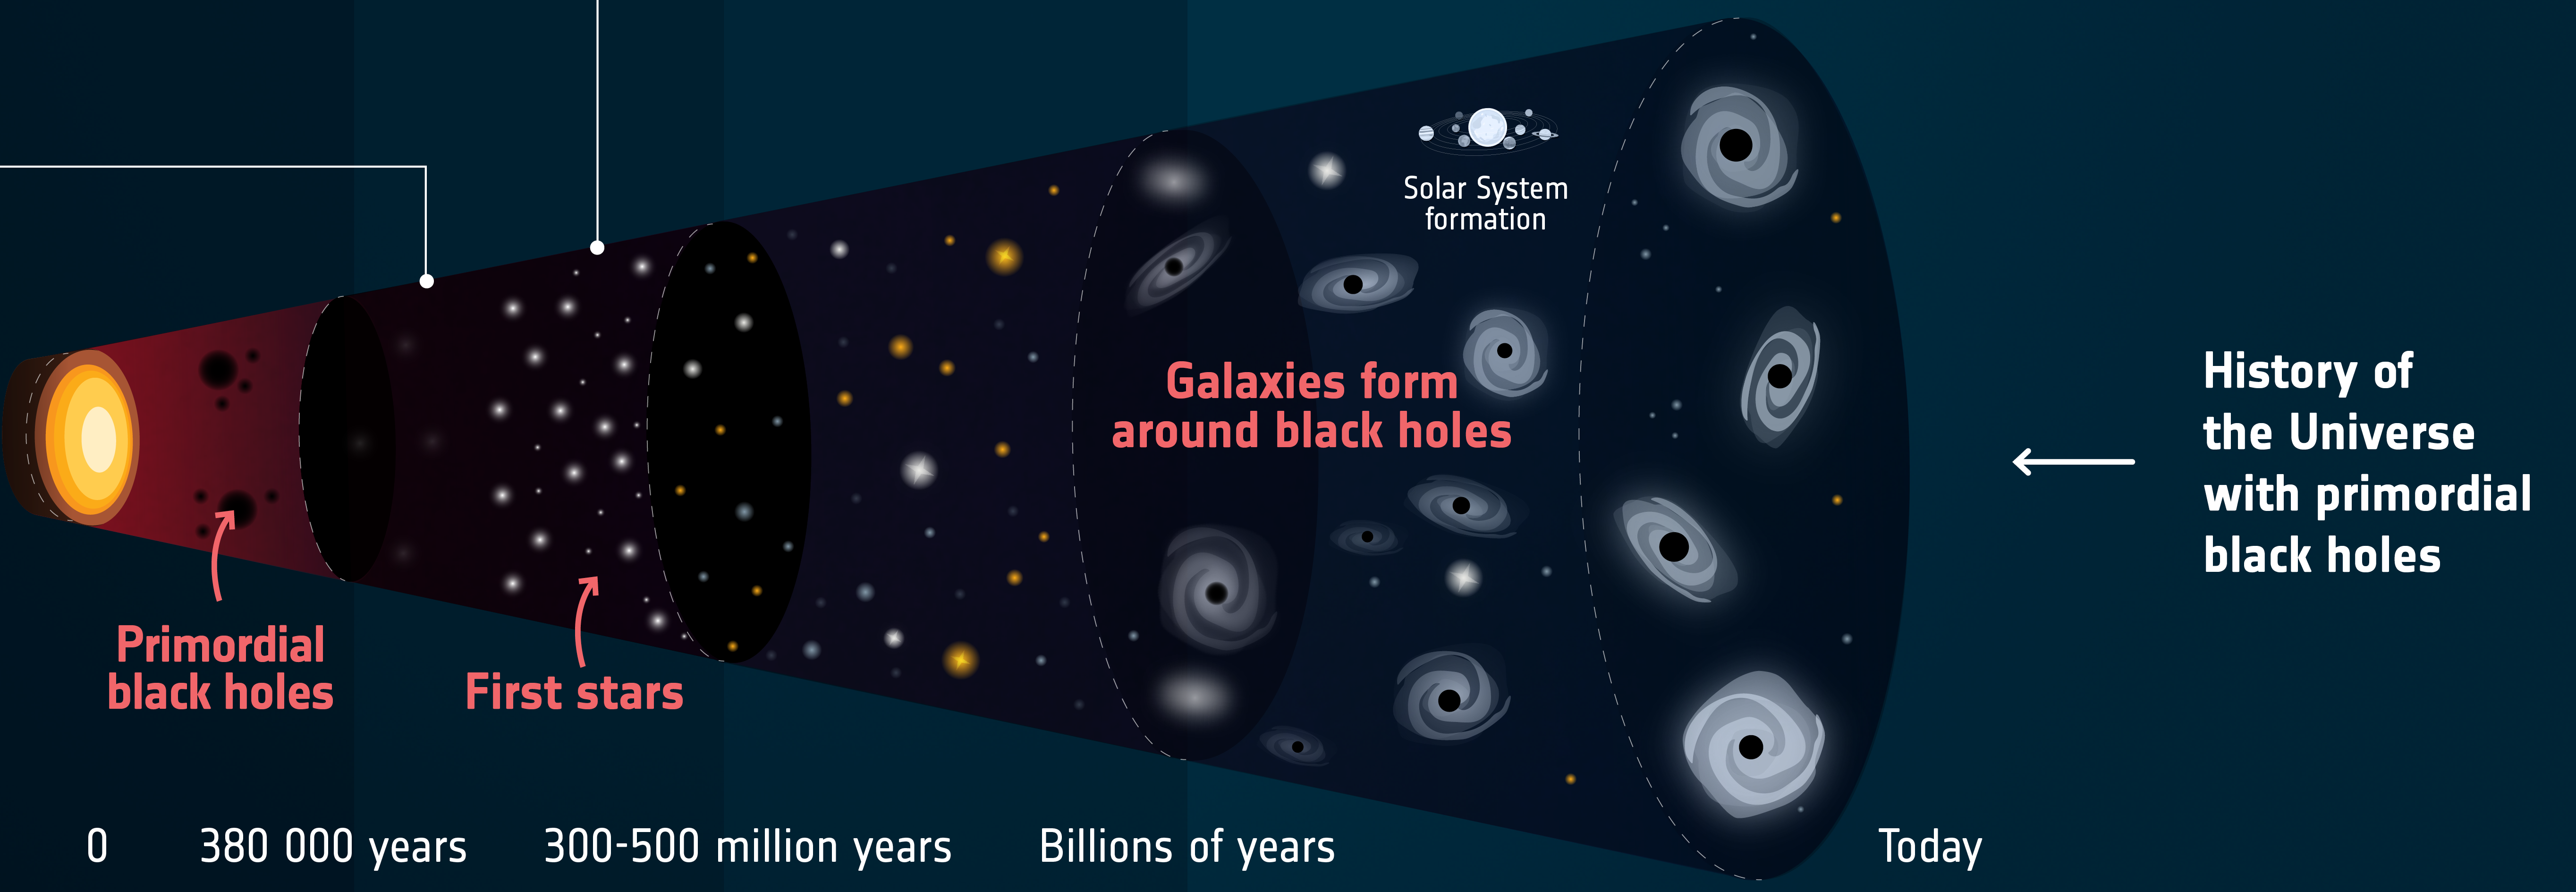 Solar System
formation
Galaxies form
around black holes
History of
the Universe
with primordial
black holes
Primordial
black holes
First stars
0
380 000 years
300-500 million years
Billions of years
Today